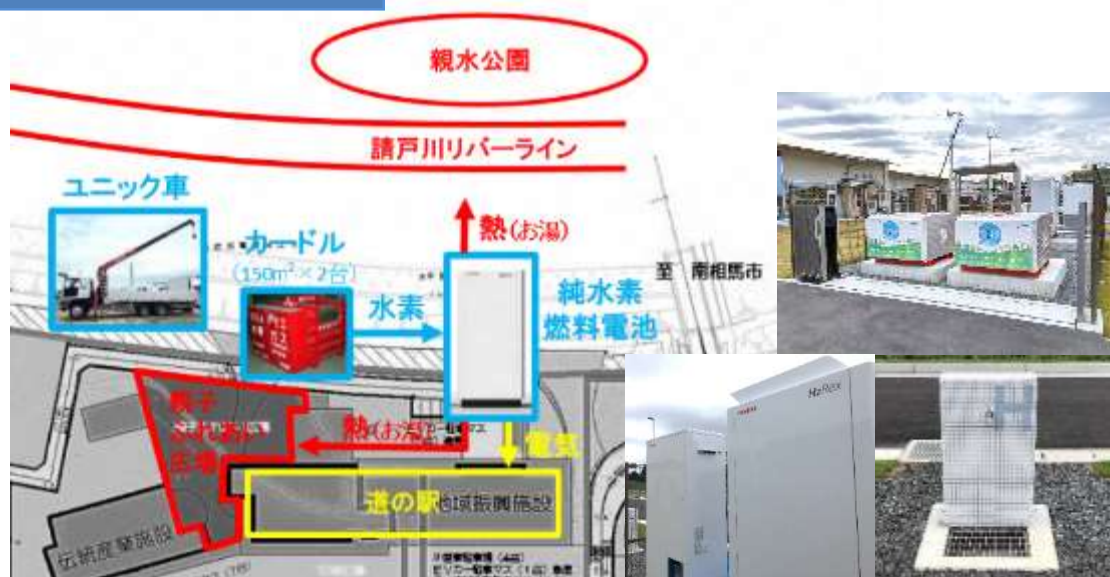 親水公園
請戸川リバーライン
ユニック車
カードル
(150m²×2台)
水素
熱(お湯)
純水素
燃料電池
至 南相馬市
親子
ふれあい
広場
熱(お湯)
電気
道の駅
地域振興施設
伝統産業施設
H2Rex